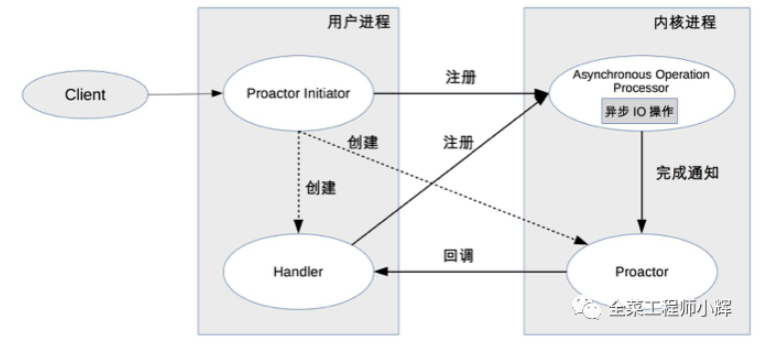 用户进程
内核进程
Client
Proactor Initiator
注册
Asynchronous Operation
Processor
异步 IO 操作
创建
注册
创建
完成通知
Handler
回调
Proactor
全菜工程师小辉